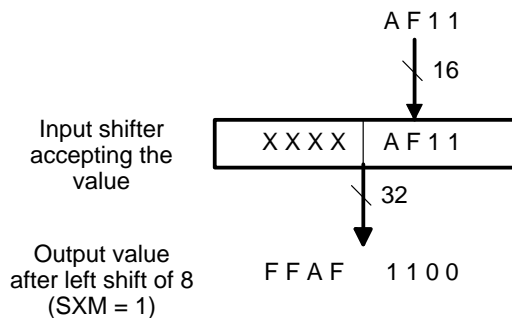 A F 1 1
16
Input shifter
accepting the
value
X X X X A F 1 1
32
Output value
after left shift of 8
(SXM = 1)
F F A F 1 1 0 0